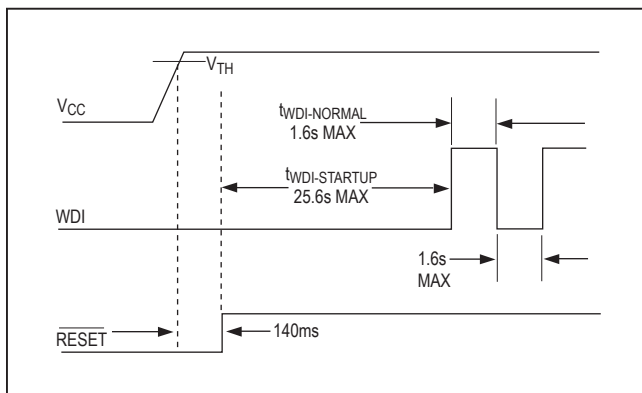 VTH
VCC
tWDI-NORMAL
1.6s MAX
tWDI-STARTUP
25.6s MAX
WDI
1.6s
MAX
RESET
140ms